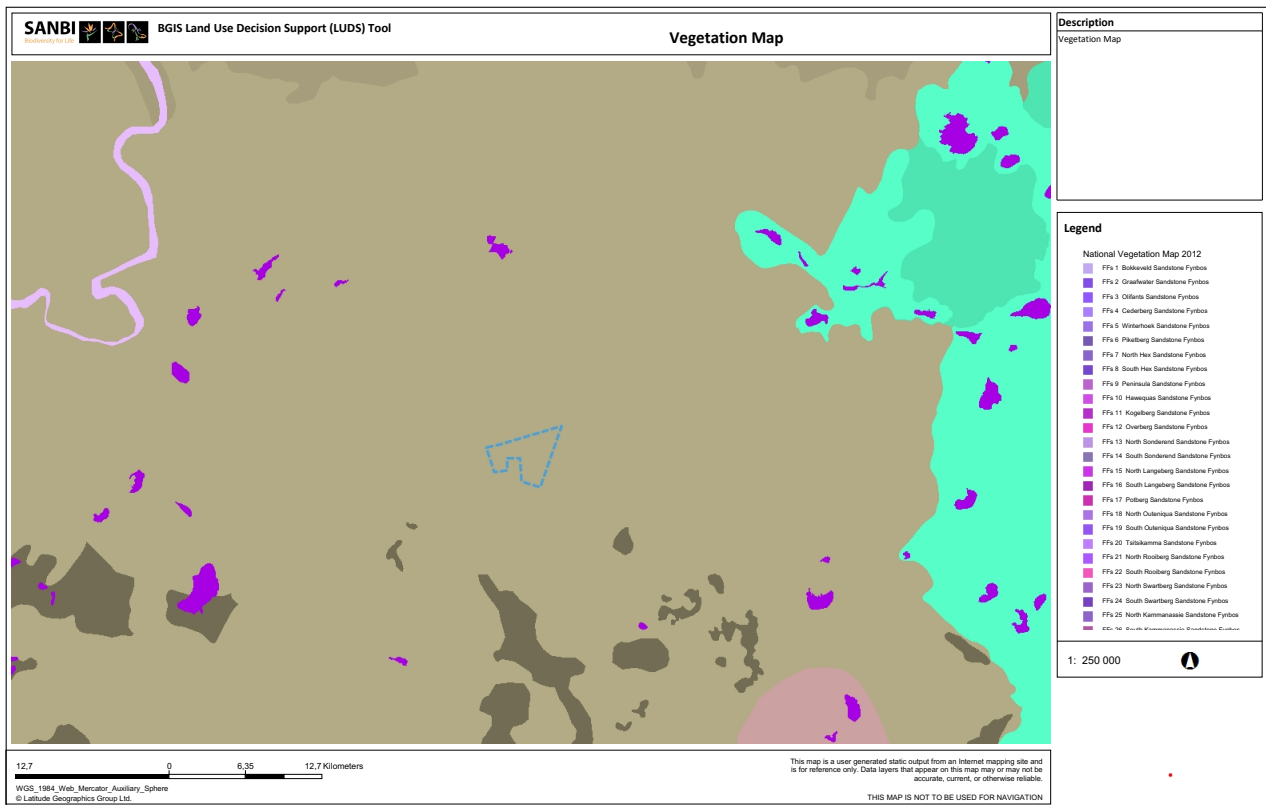 SANBI
Biodiversity for Life
BGIS Land Use Decision Support (LUDS) Tool
Vegetation Map
Description
Vegetation Map
Legend
National Vegetation Map 2012
FFs 1 Bokkeveld Sandstone Fynbos
FFs 2 Graafwater Sandstone Fynbos
FFs 3 Olifants Sandstone Fynbos
FFs 4 Cederberg Sandstone Fynbos
FFs 5 Winterhoek Sandstone Fynbos
FFs 6 Piketberg Sandstone Fynbos
FFs 7 North Hex Sandstone Fynbos
FFs 8 South Hex Sandstone Fynbos
FFs 9 Peninsula Sandstone Fynbos
FFs 10 Hawequas Sandstone Fynbos
FFs 11 Kogelberg Sandstone Fynbos
FFs 12 Overberg Sandstone Fynbos
FFs 13 North Sonderend Sandstone Fynbos
FFs 14 South Sonderend Sandstone Fynbos
FFs 15 North Langeberg Sandstone Fynbos
FFs 16 South Langeberg Sandstone Fynbos
FFs 17 Potberg Sandstone Fynbos
FFs 18 North Outeniqua Sandstone Fynbos
FFs 19 South Outeniqua Sandstone Fynbos
FFs 20 Tsitsikamma Sandstone Fynbos
FFs 21 North Rooiberg Sandstone Fynbos
FFs 22 South Rooiberg Sandstone Fynbos
FFs 23 North Swartberg Sandstone Fynbos
FFs 24 South Swartberg Sandstone Fynbos
FFs 25 North Kammanassie Sandstone Fynbos
FFs 26 South Kammanassie Sandstone Fynbos
1: 250 000
12,7 0 6,35 12,7 Kilometers
WGS_1984_Web_Mercator_Auxiliary_Sphere
© Latitude Geographics Group Ltd.
This map is a user generated static output from an Internet mapping site and
is for reference only. Data layers that appear on this map may or may not be
accurate, current, or otherwise reliable.
THIS MAP IS NOT TO BE USED FOR NAVIGATION